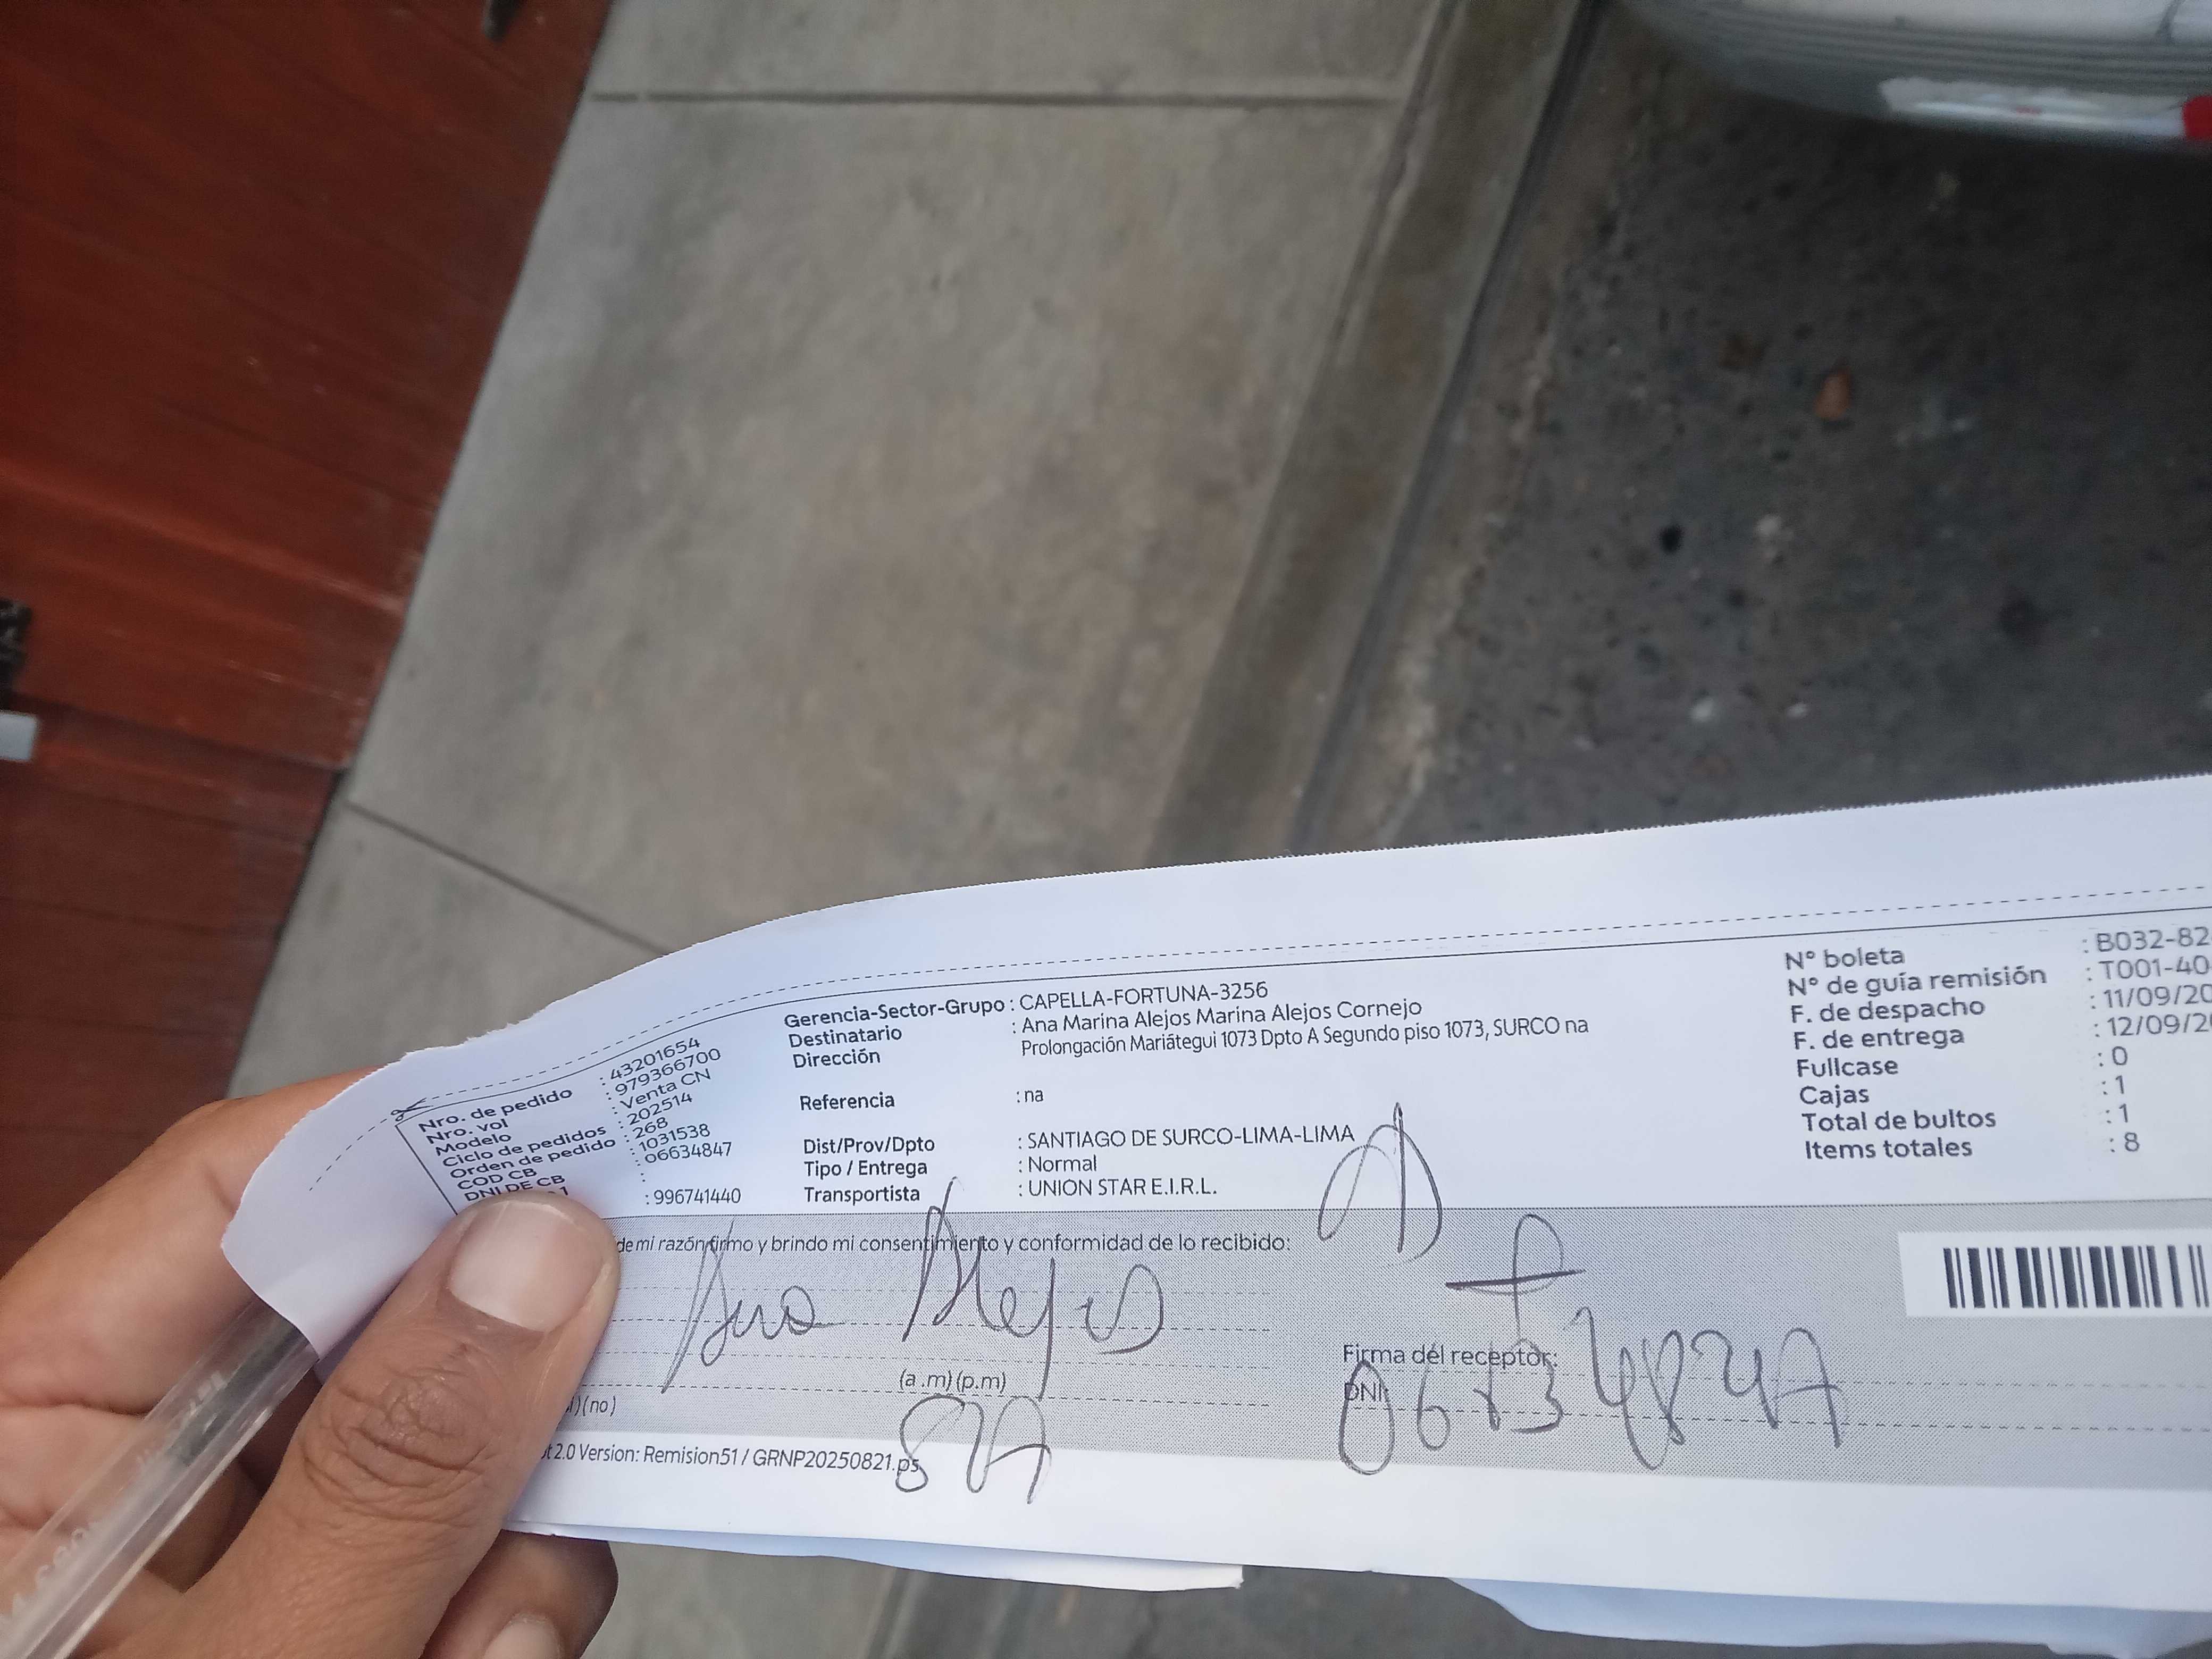 Nro. de pedido : 43201654
Nro. vol : 979366700
Modelo : Venta CN
Ciclo de pedidos : 202514
Orden de pedido : 268
COD CB : 1031538
DNI DE CB : 06634847
1 : 996741440
Gerencia-Sector-Grupo : CAPELLA-FORTUNA-3256
Destinatario : Ana Marina Alejos Marina Alejos Cornejo
Dirección Prolongación Mariátegui 1073 Dpto A Segundo piso 1073, SURCO na
Referencia : na
Dist/Prov/Dpto : SANTIAGO DE SURCO-LIMA-LIMA
Tipo / Entrega : Normal
Transportista : UNION STAR E.I.R.L.
N° boleta : B032-82
N° de guía remisión : T001-40
F. de despacho : 11/09/20
F. de entrega : 12/09/20
Fullcase : 0
Cajas : 1
Total de bultos : 1
Items totales : 8
de mi razón firmo y brindo mi consentimiento y conformidad de lo recibido:
Ana Alejos
(a .m) (p.m)
)(no)
Firma del receptor:
DNI:
2.0 Version: Remision51 / GRNP20250821.ps